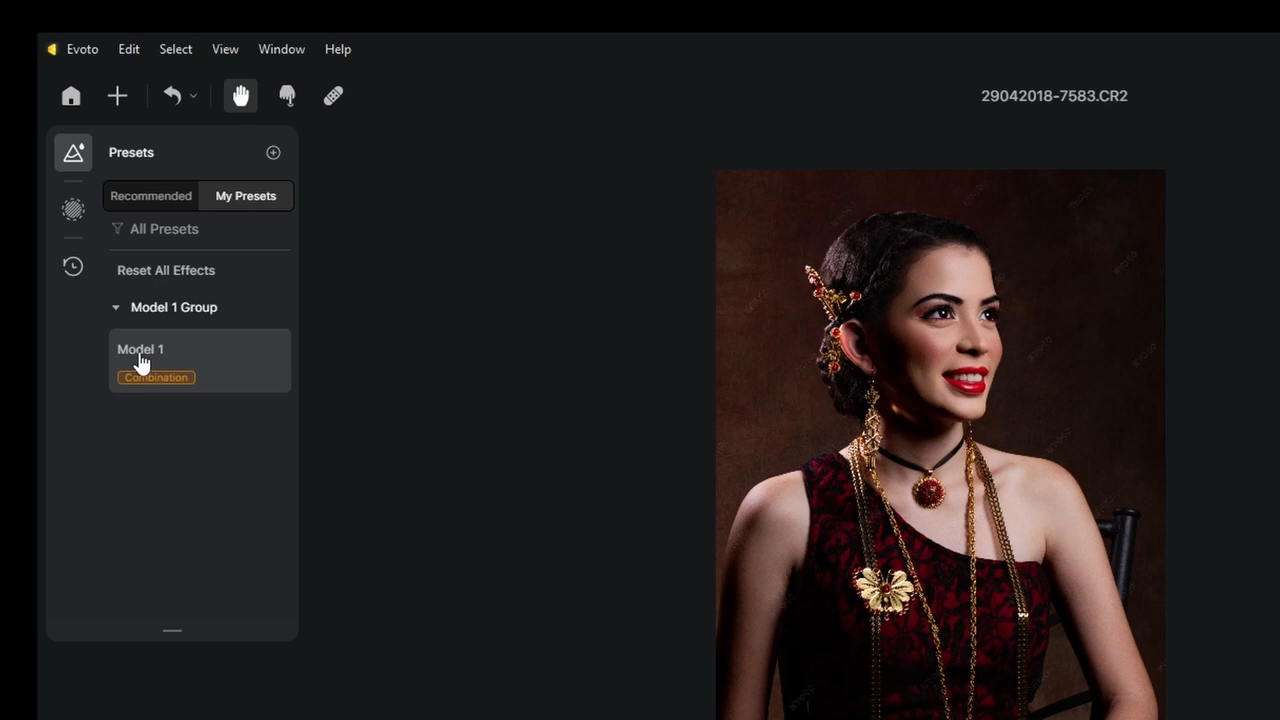 Evoto Edit Select View Window Help
29042018-7583.CR2
Presets
Recommended My Presets
All Presets
Reset All Effects
Model 1 Group
Model 1
Combination